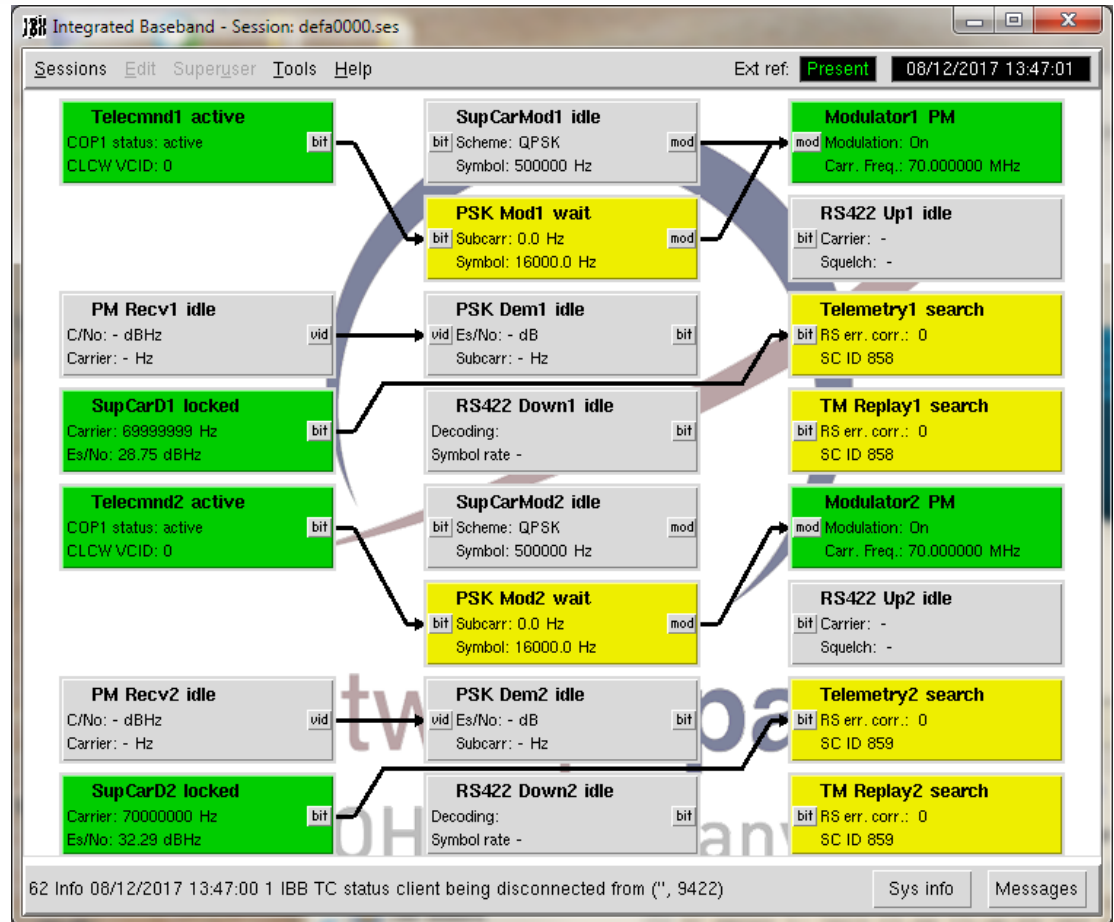 Integrated Baseband - Session: defa0000.ses
Sessions Edit Superuser Tools Help Ext ref: Present 08/12/2017 13:47:01
Telecmnd1 active
COP1 status: active bit
CLCW VCID: 0
SupCarMod1 idle
bit Scheme: QPSK mod
Symbol: 500000 Hz
Modulator1 PM
mod Modulation: On
Carr. Freq.: 70.000000 MHz
PSK Mod1 wait
bit Subcarr: 0.0 Hz mod
Symbol: 16000.0 Hz
RS422 Up1 idle
bit Carrier: -
Squelch: -
PM Recv1 idle
C/No: - dBHz vid
Carrier: - Hz
PSK Dem1 idle
vid Es/No: - dB bit
Subcarr: - Hz
Telemetry1 search
bit RS err. corr.: 0
SC ID 858
SupCarD1 locked
Carrier: 69999999 Hz bit
Es/No: 28.75 dBHz
RS422 Down1 idle
Decoding: bit
Symbol rate -
TM Replay1 search
bit RS err. corr.: 0
SC ID 858
Telecmnd2 active
COP1 status: active bit
CLCW VCID: 0
SupCarMod2 idle
bit Scheme: QPSK mod
Symbol: 500000 Hz
Modulator2 PM
mod Modulation: On
Carr. Freq.: 70.000000 MHz
PSK Mod2 wait
bit Subcarr: 0.0 Hz mod
Symbol: 16000.0 Hz
RS422 Up2 idle
bit Carrier: -
Squelch: -
PM Recv2 idle
C/No: - dBHz vid
Carrier: - Hz
PSK Dem2 idle
vid Es/No: - dB bit
Subcarr: - Hz
Telemetry2 search
bit RS err. corr.: 0
SC ID 859
SupCarD2 locked
Carrier: 70000000 Hz bit
Es/No: 32.29 dBHz
RS422 Down2 idle
Decoding: bit
Symbol rate -
TM Replay2 search
bit RS err. corr.: 0
SC ID 859
62 Info 08/12/2017 13:47:00 1 IBB TC status client being disconnected from ('', 9422) Sys info Messages